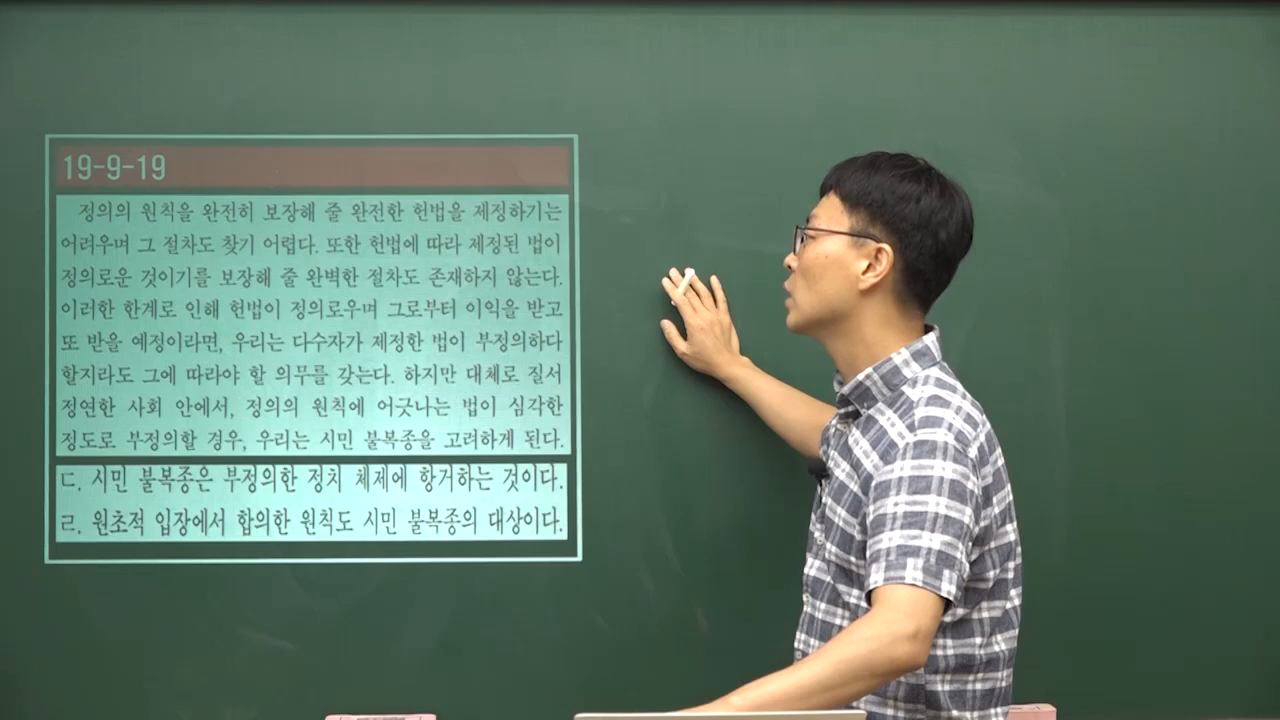 19-9-19
정의의 원칙을 완전히 보장해 줄 완전한 헌법을 제정하기는
어려우며 그 절차도 찾기 어렵다. 또한 헌법에 따라 제정된 법이
정의로운 것이기를 보장해 줄 완벽한 절차도 존재하지 않는다.
이러한 한계로 인해 헌법이 정의로우며 그로부터 이익을 받고
또 받을 예정이라면, 우리는 다수자가 제정한 법이 부정의하다
할지라도 그에 따라야 할 의무를 갖는다. 하지만 대체로 질서
정연한 사회 안에서, 정의의 원칙에 어긋나는 법이 심각한
정도로 부정의할 경우, 우리는 시민 불복종을 고려하게 된다.
ㄷ. 시민 불복종은 부정의한 정치 체제에 항거하는 것이다.
ㄹ. 원초적 입장에서 합의한 원칙도 시민 불복종의 대상이다.